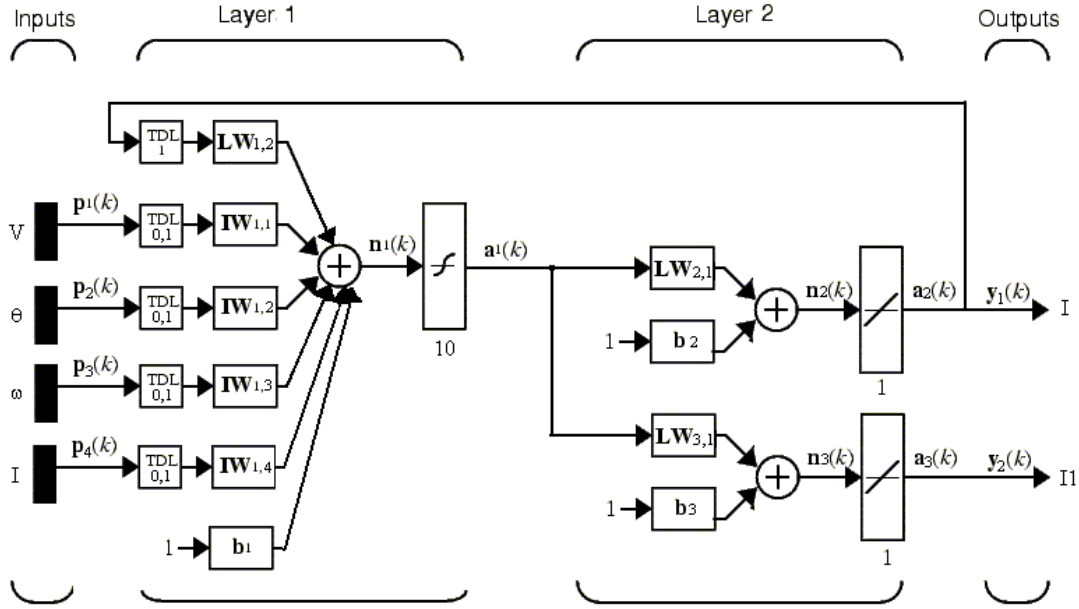 Inputs Layer 1 Layer 2 Outputs
TDL 1 LW1,2
V p1(k) TDL 0,1 IW1,1
n1(k) a1(k)
10
θ p2(k) TDL 0,1 IW1,2
ω p3(k) TDL 0,1 IW1,3
I p4(k) TDL 0,1 IW1,4
1 b1
LW2,1
1 b2
n2(k) a2(k) y1(k) I
1
LW3,1
1 b3
n3(k) a3(k) y2(k) I1
1